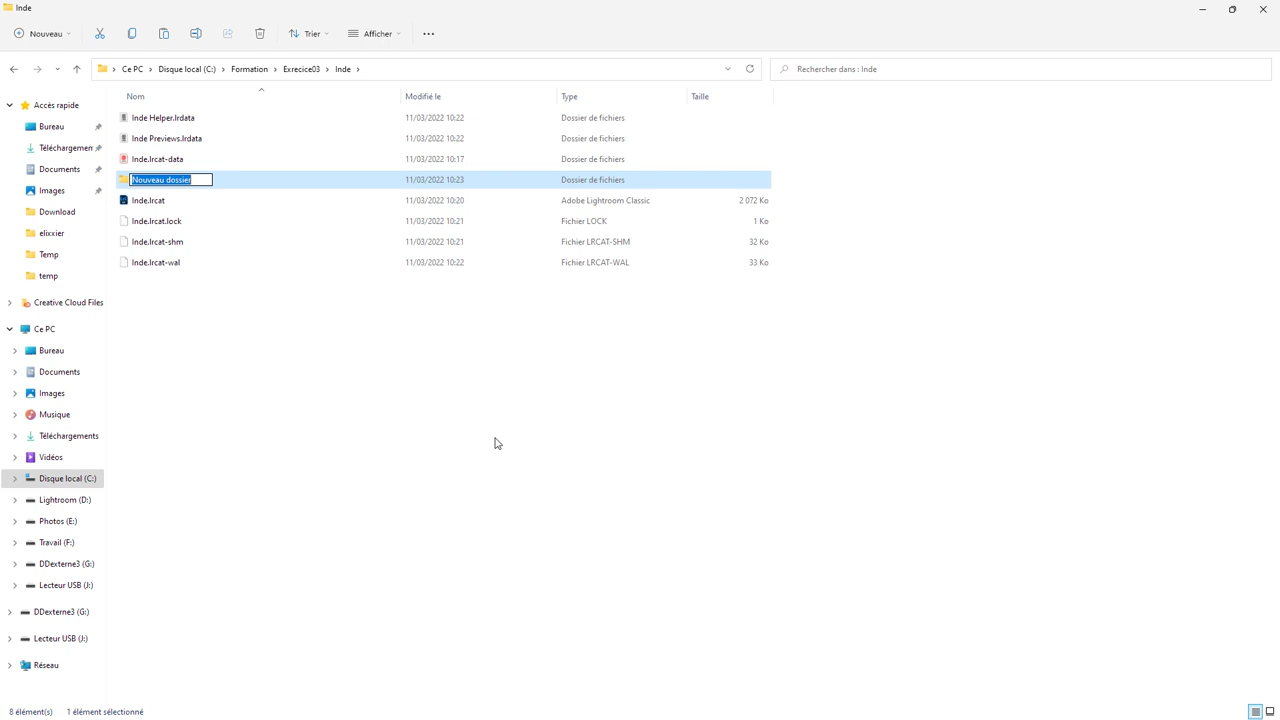 Inde
Nouveau
Trier
Afficher
Ce PC
Disque local (C:)
Formation
Exrecice03
Inde
Rechercher dans : Inde
Nom
Modifié le
Type
Taille
Accès rapide
Bureau
Téléchargemen
Documents
Images
Download
elixxier
Temp
temp
Creative Cloud Files
Ce PC
Bureau
Documents
Images
Musique
Téléchargements
Vidéos
Disque local (C:)
Lightroom (D:)
Photos (E:)
Travail (F:)
DDexterne3 (G:)
Lecteur USB (J:)
DDexterne3 (G:)
Lecteur USB (J:)
Réseau
Inde Helper.lrdata 11/03/2022 10:22 Dossier de fichiers
Inde Previews.lrdata 11/03/2022 10:22 Dossier de fichiers
Inde.lrcat-data 11/03/2022 10:17 Dossier de fichiers
Nouveau dossier 11/03/2022 10:23 Dossier de fichiers
Inde.lrcat 11/03/2022 10:20 Adobe Lightroom Classic 2 072 Ko
Inde.lrcat.lock 11/03/2022 10:21 Fichier LOCK 1 Ko
Inde.lrcat-shm 11/03/2022 10:21 Fichier LRCAT-SHM 32 Ko
Inde.lrcat-wal 11/03/2022 10:22 Fichier LRCAT-WAL 33 Ko
8 élément(s) 1 élément sélectionné